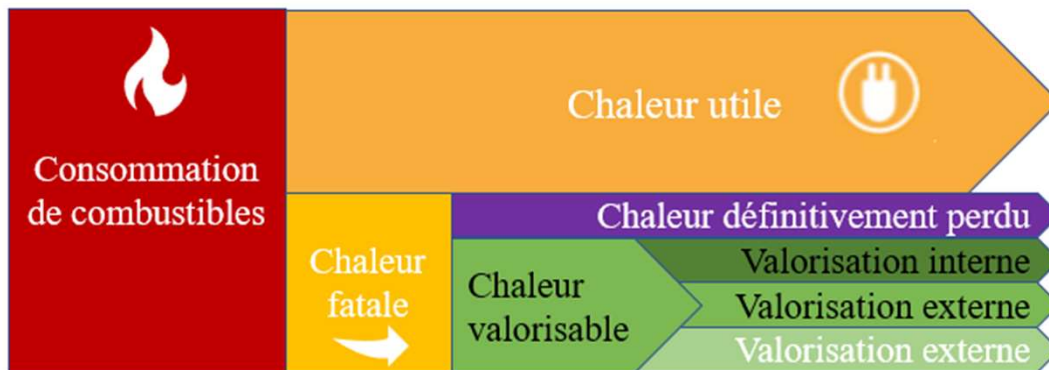 Chaleur utile
Consommation
de combustibles
Chaleur définitivement perdu
Chaleur
fatale
Chaleur
valorisable
Valorisation interne
Valorisation externe
Valorisation externe